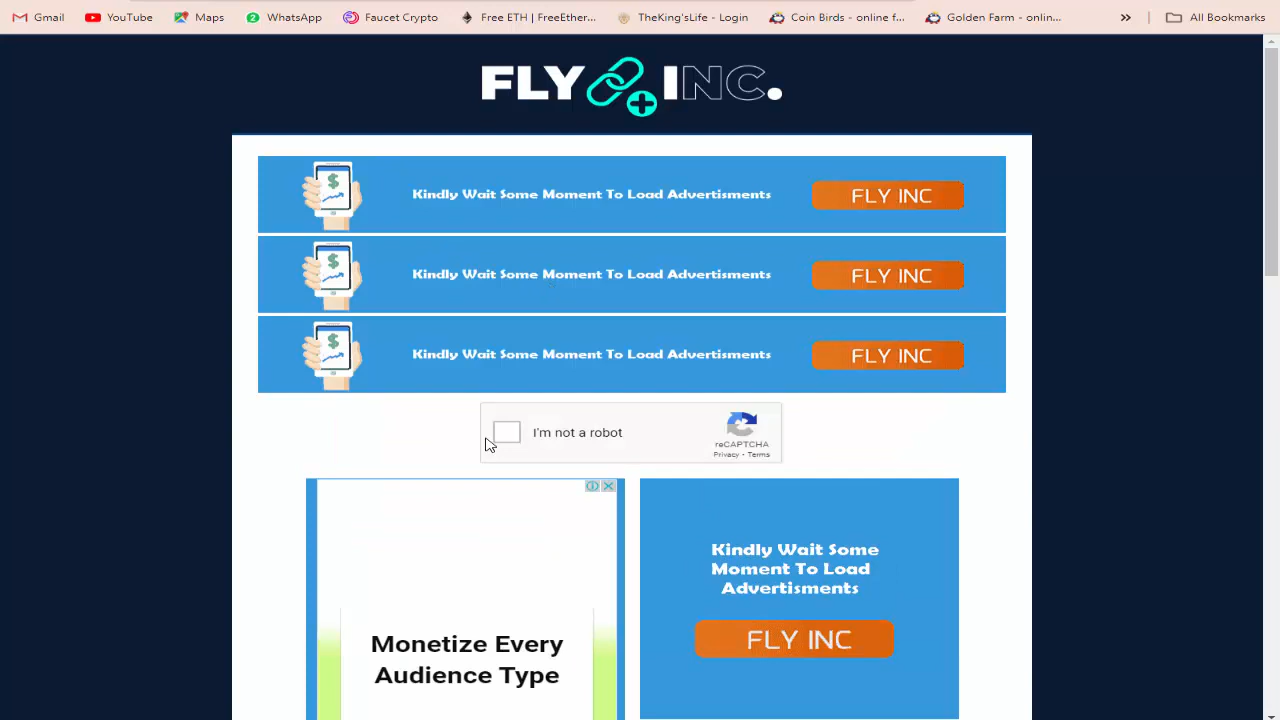 Gmail YouTube Maps WhatsApp Faucet Crypto Free ETH | FreeEther... TheKing'sLife - Login Coin Birds - online f... Golden Farm - onlin... » All Bookmarks
FLY INC.
$ Kindly Wait Some Moment To Load Advertisments FLY INC
$ Kindly Wait Some Moment To Load Advertisments FLY INC
$ Kindly Wait Some Moment To Load Advertisments FLY INC
I'm not a robot
reCAPTCHA
Privacy - Terms
Monetize Every
Audience Type
Kindly Wait Some
Moment To Load
Advertisments
FLY INC